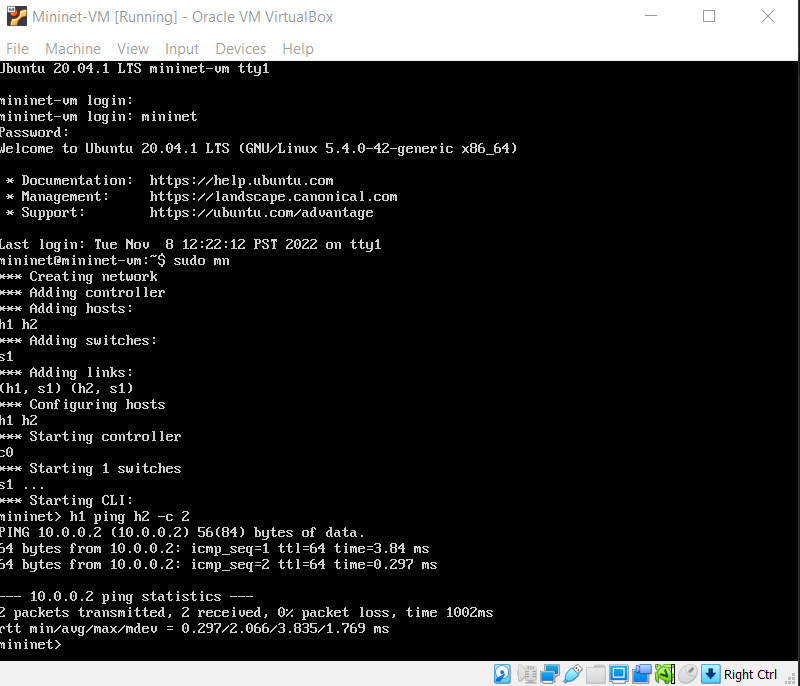 Mininet-VM [Running] - Oracle VM VirtualBox
File Machine View Input Devices Help
Ubuntu 20.04.1 LTS mininet-vm tty1
mininet-vm login:
mininet-vm login: mininet
Password:
Welcome to Ubuntu 20.04.1 LTS (GNU/Linux 5.4.0-42-generic x86_64)
* Documentation: https://help.ubuntu.com
* Management: https://landscape.canonical.com
* Support: https://ubuntu.com/advantage
Last login: Tue Nov 8 12:22:12 PST 2022 on tty1
mininet@mininet-vm:~$ sudo mn
*** Creating network
*** Adding controller
*** Adding hosts:
h1 h2
*** Adding switches:
s1
*** Adding links:
(h1, s1) (h2, s1)
*** Configuring hosts
h1 h2
*** Starting controller
c0
*** Starting 1 switches
s1 ...
*** Starting CLI:
mininet> h1 ping h2 -c 2
PING 10.0.0.2 (10.0.0.2) 56(84) bytes of data.
64 bytes from 10.0.0.2: icmp_seq=1 ttl=64 time=3.84 ms
64 bytes from 10.0.0.2: icmp_seq=2 ttl=64 time=0.297 ms
--- 10.0.0.2 ping statistics ---
2 packets transmitted, 2 received, 0% packet loss, time 1002ms
rtt min/avg/max/mdev = 0.297/2.066/3.835/1.769 ms
mininet>
Right Ctrl